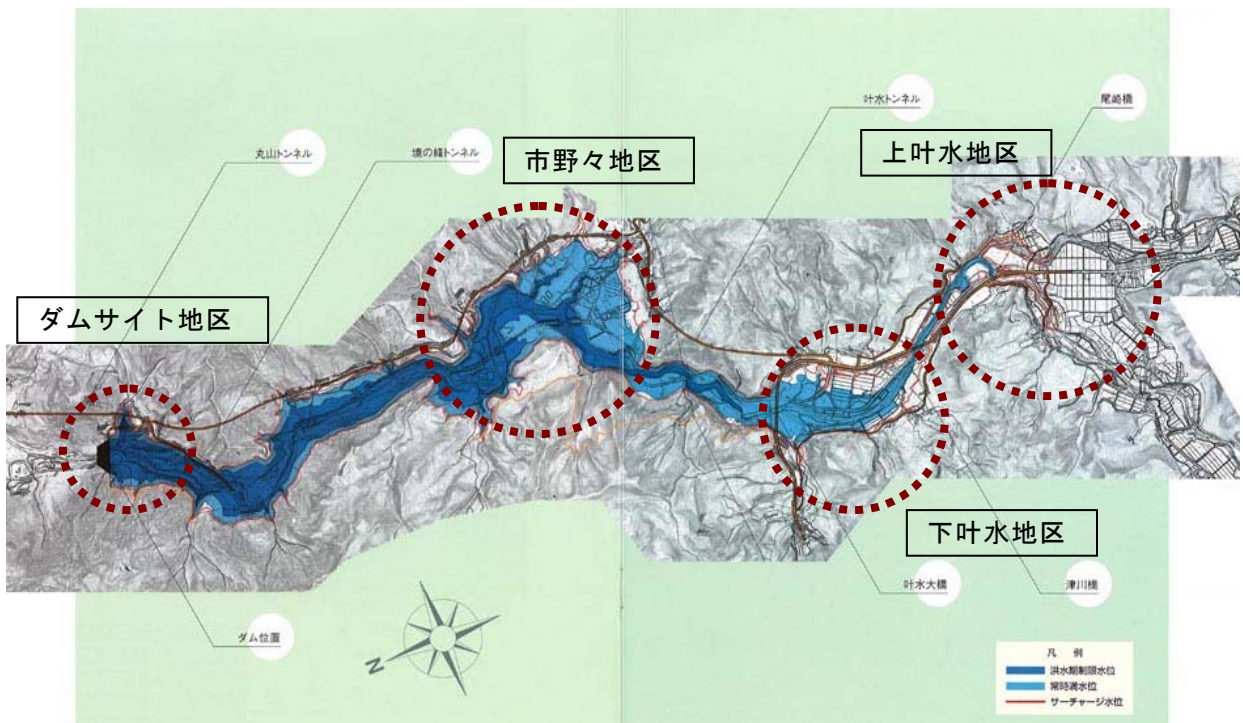 叶水トンネル
尾崎橋
丸山トンネル
境の縫トンネル
市野々地区
上叶水地区
ダムサイト地区
下叶水地区
叶水大橋
津川橋
ダム位置
N
凡 例
洪水期制限水位
常時満水位
サーチャージ水位